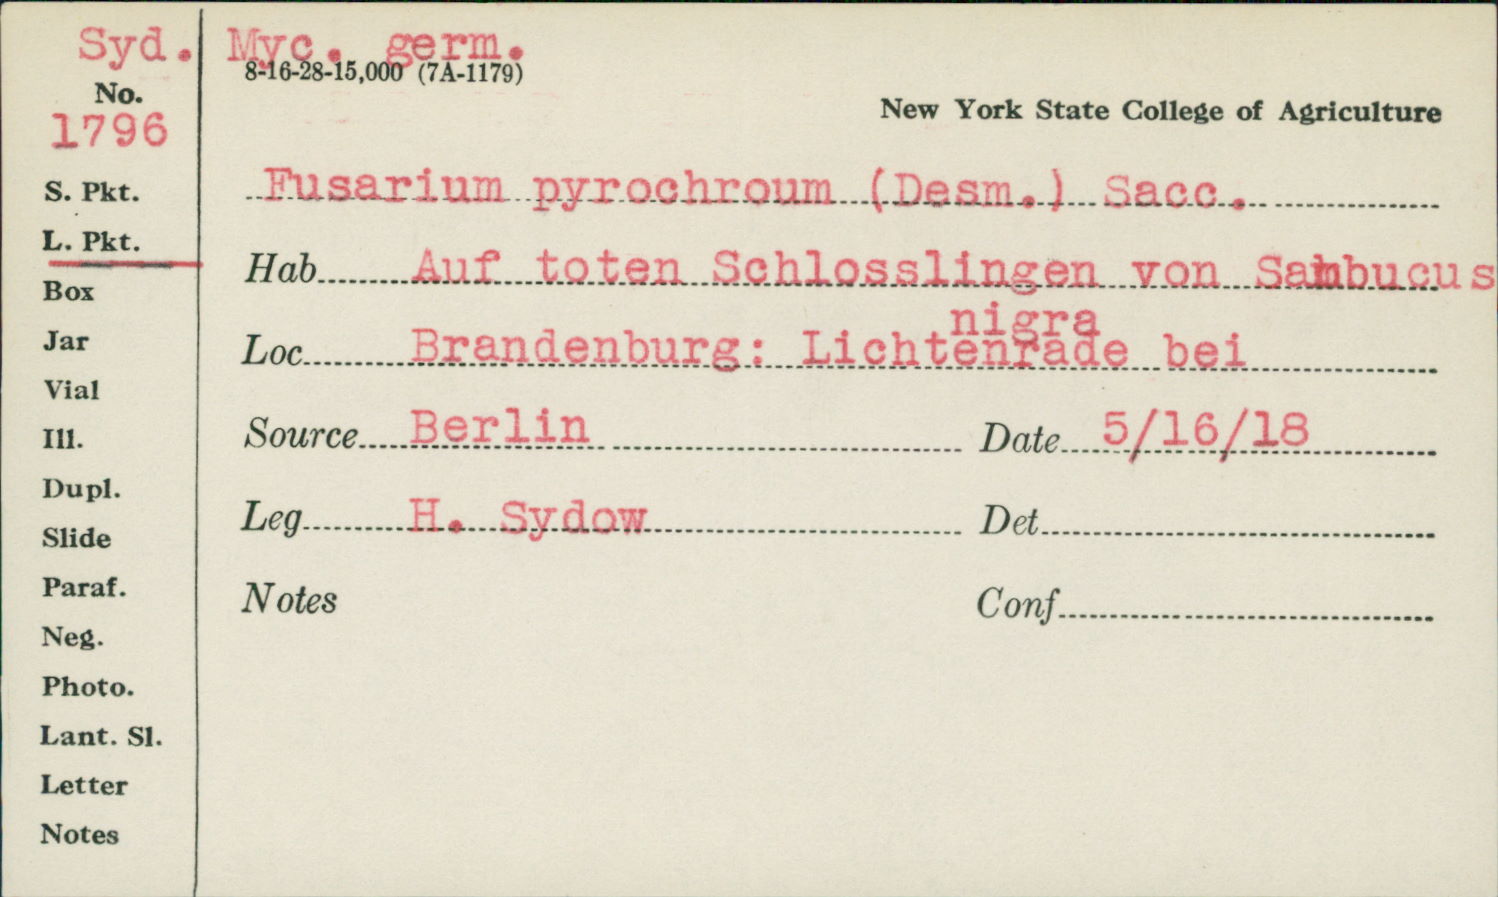 Syd. Myc. germ.
8-16-28-15,000 (7A-1179)
No.
1796
New York State College of Agriculture
S. Pkt.
Fusarium pyrochroum (Desm.) Sacc.
L. Pkt.
Hab Auf toten Schlosslingen von Sambucus
nigra
Box
Jar
Loc Brandenburg: Lichtenrade bei
Vial
Ill.
Source Berlin Date 5/16/18
Dupl.
Slide
Leg H. Sydow Det
Paraf.
Notes Conf
Neg.
Photo.
Lant. Sl.
Letter
Notes